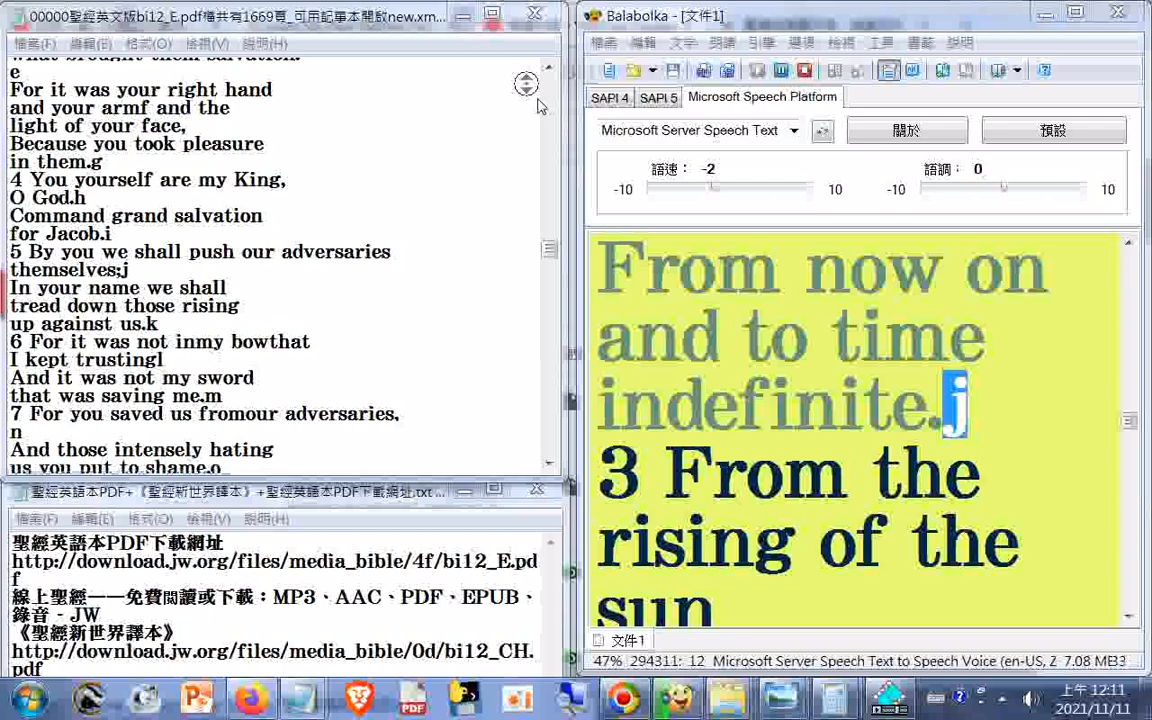 00000聖經英文版bi12_E.pdf檔共有1669頁_可用記事本開啟new.xm...
檔案(F) 編輯(E) 格式(O) 檢視(V) 說明(H)
what brought them salvation.
e
For it was your right hand
and your armf and the
light of your face,
Because you took pleasure
in them.g
4 You yourself are my King,
O God.h
Command grand salvation
for Jacob.i
5 By you we shall push our adversaries
themselves;j
In your name we shall
tread down those rising
up against us.k
6 For it was not inmy bowthat
I kept trustingl
And it was not my sword
that was saving me.m
7 For you saved us fromour adversaries,
n
And those intensely hating
us you put to shame.o
聖經英語本PDF+《聖經新世界譯本》+聖經英語本PDF下載網址.txt ...
檔案(F) 編輯(E) 格式(O) 檢視(V) 說明(H)
聖經英語本PDF下載網址
http://download.jw.org/files/media_bible/4f/bi12_E.pd
f
線上聖經——免費閱讀或下載：MP3、AAC、PDF、EPUB、
錄音 - JW
《聖經新世界譯本》
http://download.jw.org/files/media_bible/0d/bi12_CH.
pdf
Balabolka - [文件1]
檔案 編輯 文字 朗讀 引擎 選項 檢視 工具 書籤 說明
SAPI 4 SAPI 5 Microsoft Speech Platform
Microsoft Server Speech Text 關於 預設
語速： -2 語調： 0
-10 10 -10 10
From now on
and to time
indefinite.j
3 From the
rising of the
sun
文件1
47% 294311: 12 Microsoft Server Speech Text to Speech Voice (en-US, Z 7.08 MB3
PDF
上午 12:11
2021/11/11